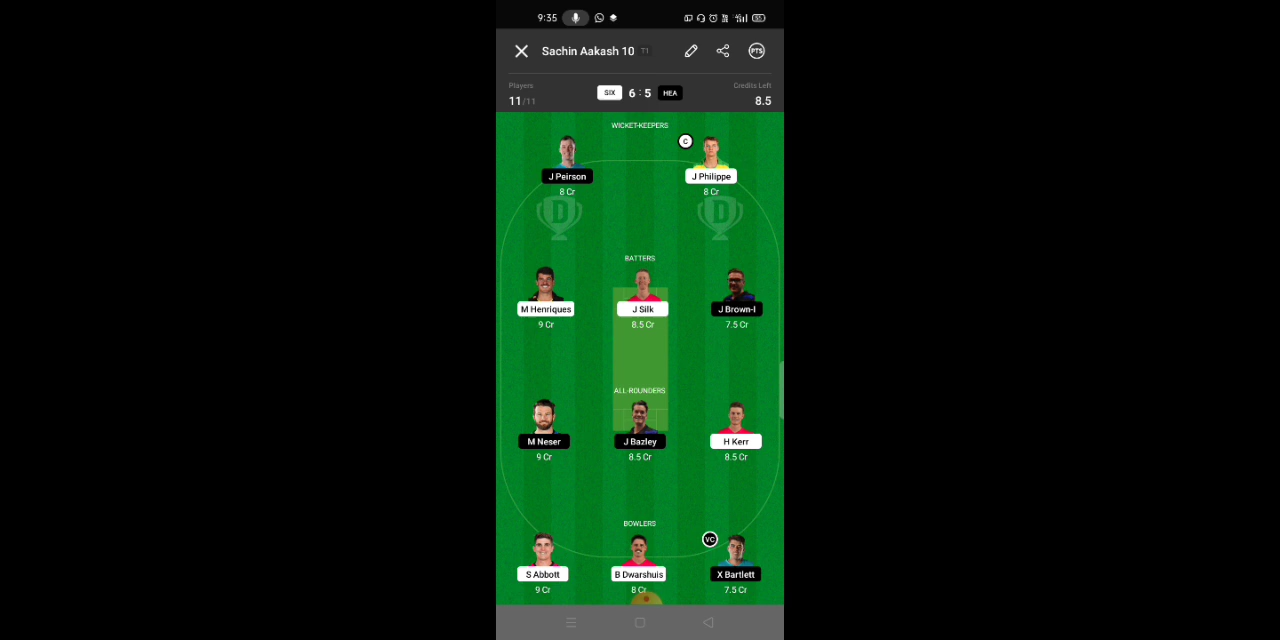 9:35
Sachin Aakash 10 T1
PTS
Players
Credits Left
11/11
SIX 6 : 5 HEA
8.5
WICKET-KEEPERS
C
J Peirson
J Philippe
8 Cr
8 Cr
D
D
BATTERS
M Henriques
J Silk
J Brown-I
9 Cr
8.5 Cr
7.5 Cr
ALL-ROUNDERS
M Neser
J Bazley
H Kerr
9 Cr
8.5 Cr
8.5 Cr
BOWLERS
VC
S Abbott
B Dwarshuis
X Bartlett
9 Cr
8 Cr
7.5 Cr